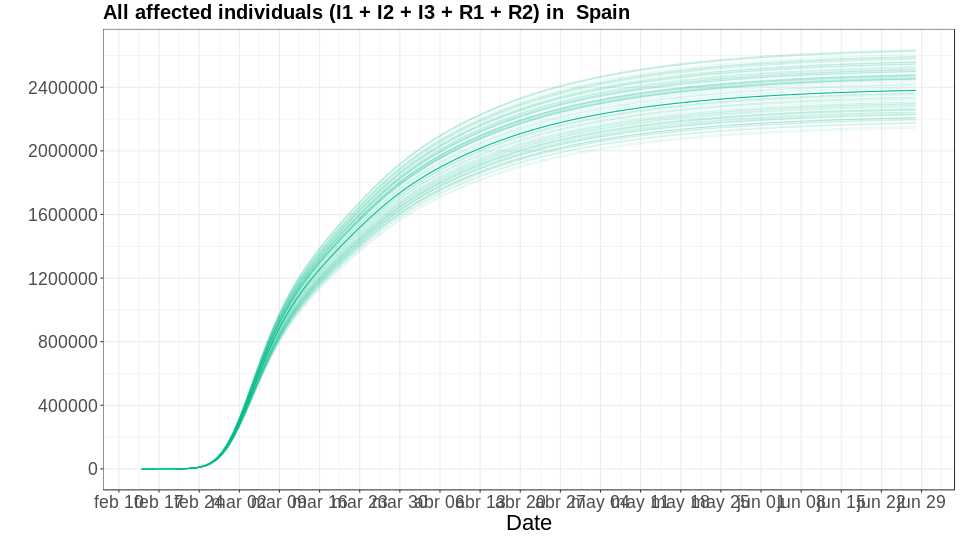 All affected individuals (I1 + I2 + I3 + R1 + R2) in  Spain
2400000
2000000
1600000
1200000
800000
400000
0
feb 10 feb 17 feb 24 mar 02 mar 09 mar 16 mar 23 mar 30 abr 06 abr 13 abr 20 abr 27 may 04 may 11 may 18 may 25 jun 01 jun 08 jun 15 jun 22 jun 29
Date